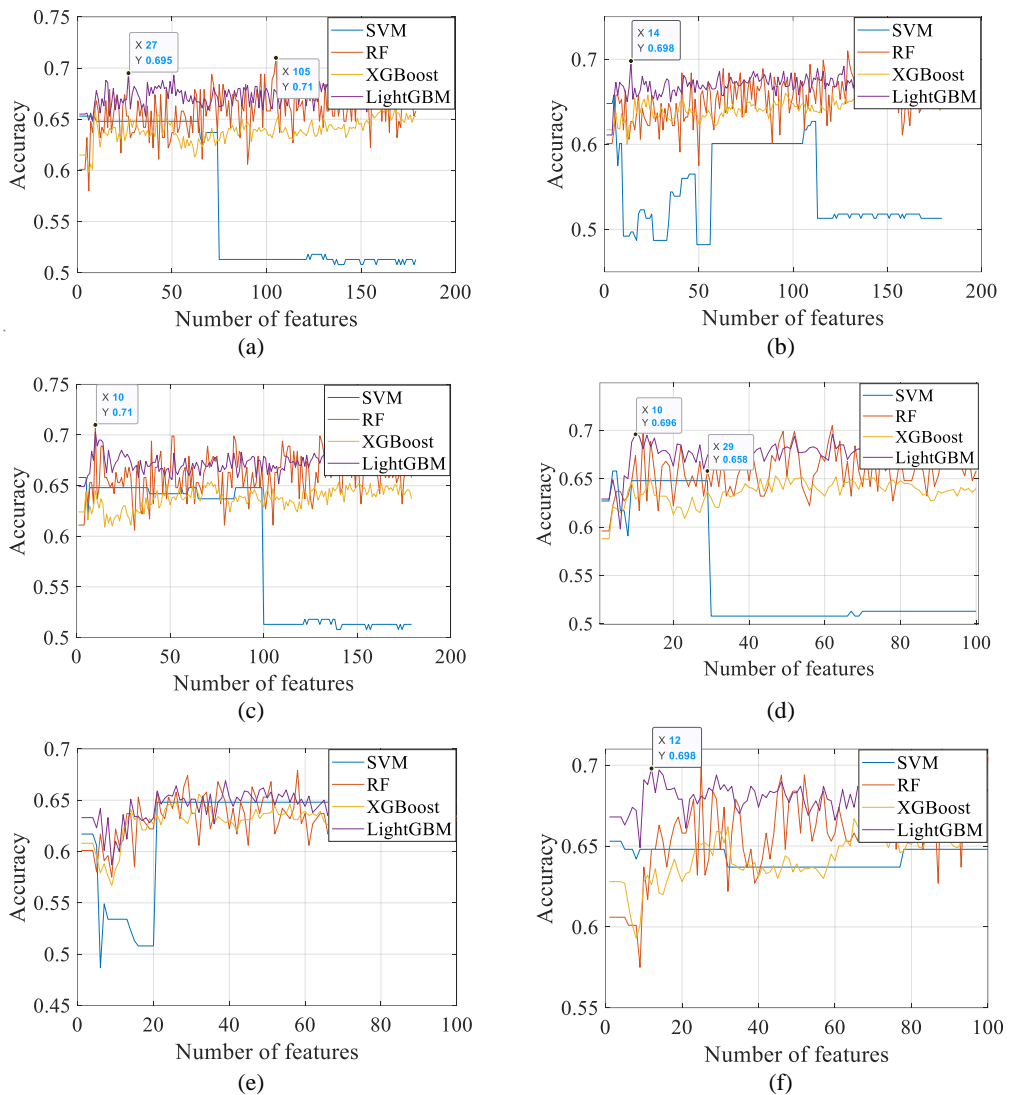 0.75
0.7
0.65
0.6
0.55
0.5
Accuracy
X 27
Y 0.695
X 105
Y 0.71
SVM
RF
XGBoost
LightGBM
0
50
100
150
200
Number of features
(a)
0.7
0.6
0.5
Accuracy
X 14
Y 0.698
SVM
RF
XGBoost
LightGBM
0
50
100
150
200
Number of features
(b)
0.75
0.7
0.65
0.6
0.55
0.5
Accuracy
X 10
Y 0.71
SVM
RF
XGBoost
LightGBM
0
50
100
150
200
Number of features
(c)
0.7
0.65
0.6
0.55
0.5
Accuracy
X 10
Y 0.696
X 29
Y 0.658
SVM
RF
XGBoost
LightGBM
20
40
60
80
100
Number of features
(d)
0.7
0.65
0.6
0.55
0.5
0.45
Accuracy
SVM
RF
XGBoost
LightGBM
0
20
40
60
80
100
Number of features
(e)
0.7
0.65
0.6
0.55
Accuracy
X 12
Y 0.698
SVM
RF
XGBoost
LightGBM
0
20
40
60
80
100
Number of features
(f)